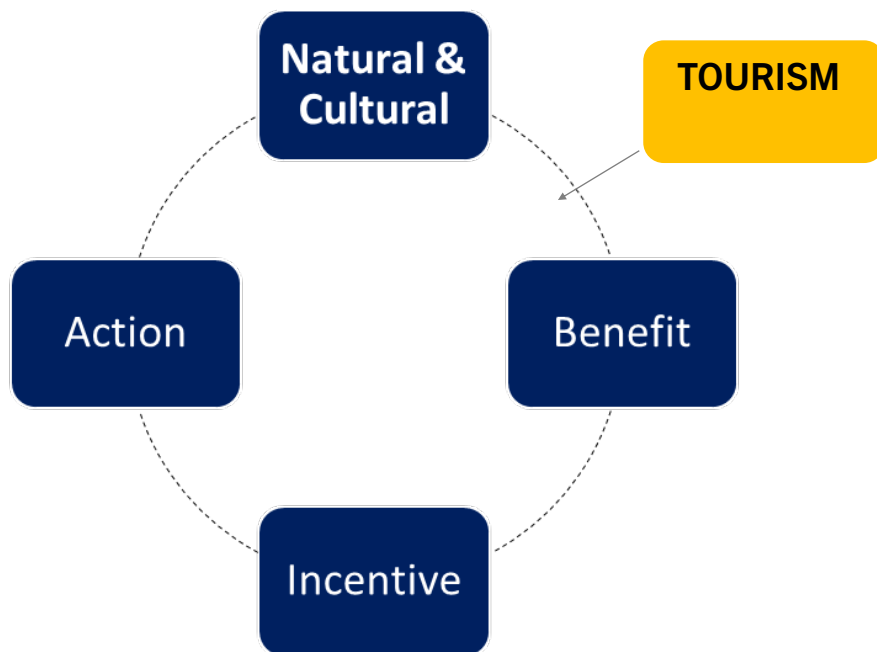 Natural &
Cultural
TOURISM
Action
Benefit
Incentive